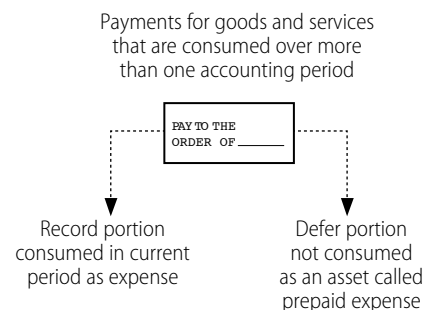 Payments for goods and services
that are consumed over more
than one accounting period
PAY TO THE
ORDER OF______
Record portion
consumed in current
period as expense
Defer portion
not consumed
as an asset called
prepaid expense